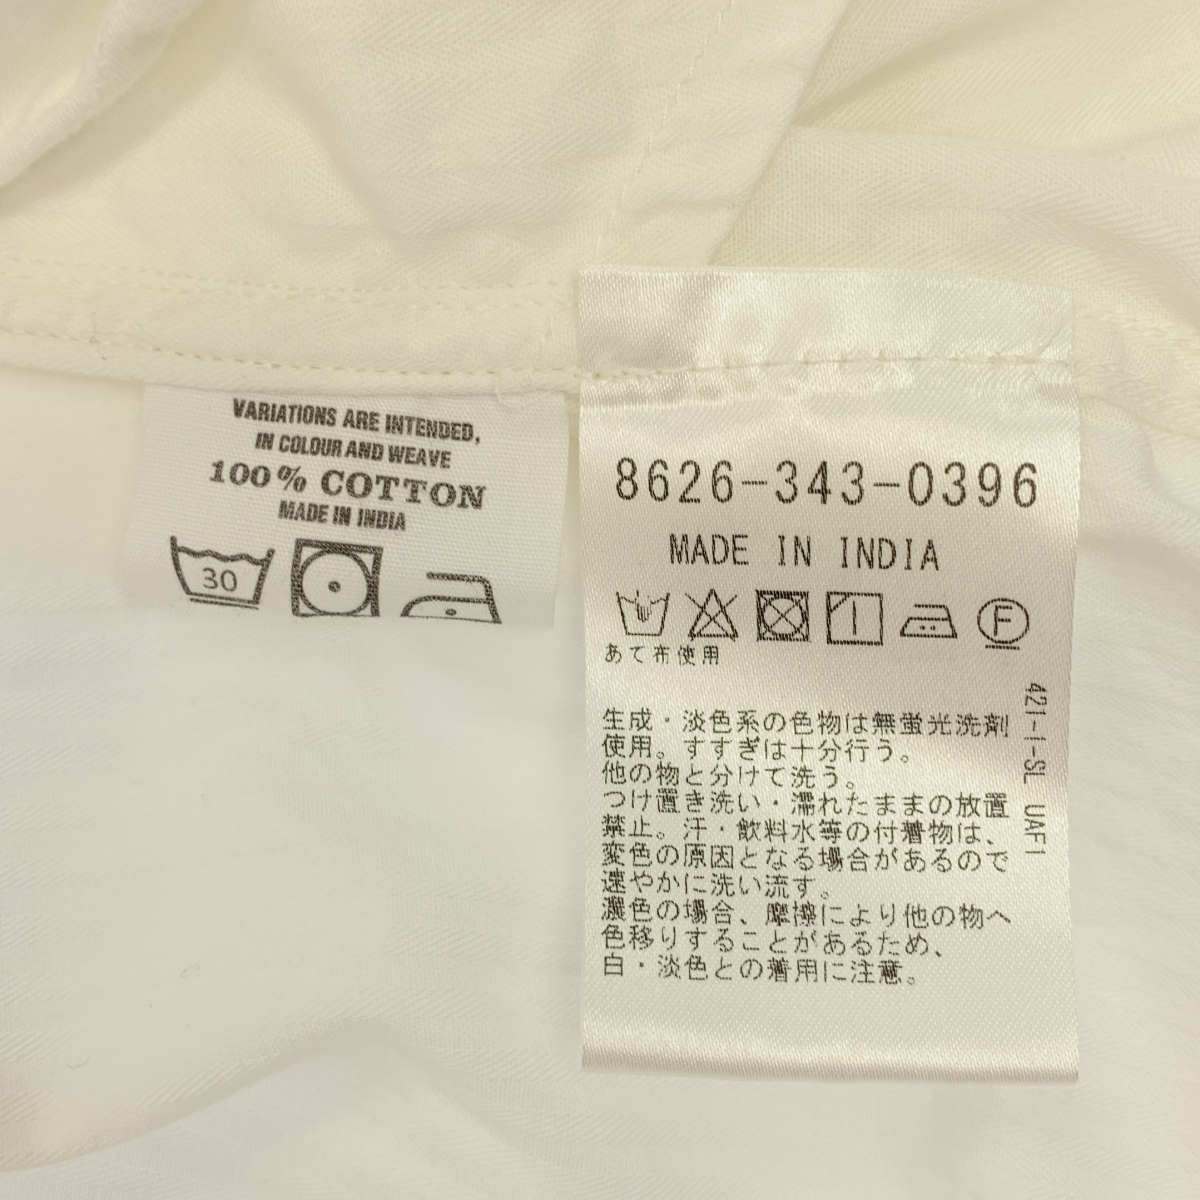 VARIATIONS ARE INTENDED,
IN COLOUR AND WEAVE
100% COTTON
MADE IN INDIA
30
8626-343-0396
MADE IN INDIA
F
あて布使用
生成・淡色系の色物は無蛍光洗剤
使用。すすぎは十分行う。
他の物と分けて洗う。
つけ置き洗い・濡れたままの放置
禁止。汗・飲料水等の付着物は、
変色の原因となる場合があるので
速やかに洗い流す。
濃色の場合、摩擦により他の物へ
色移りすることがあるため、
白・淡色との着用に注意。
421-1-SL UAF1